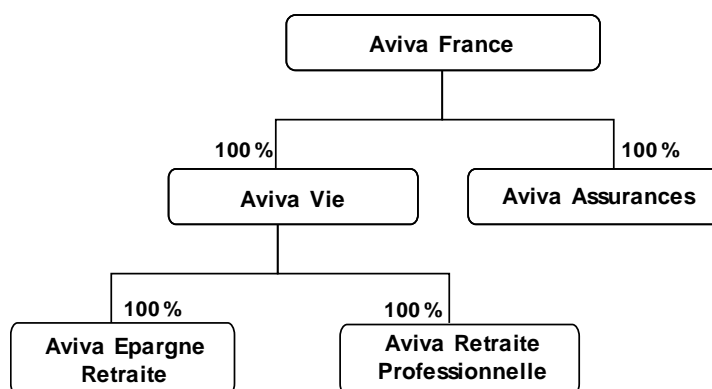 Aviva France
100 %
100 %
Aviva Vie
Aviva Assurances
100 %
100 %
Aviva Epargne
Retraite
Aviva Retraite
Professionnelle